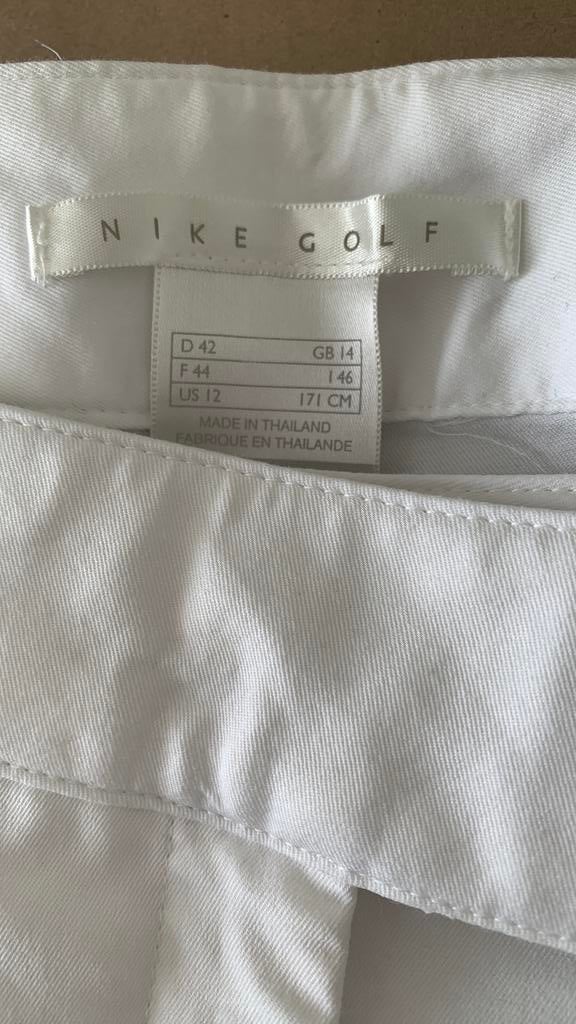 NIKE GOLF
D 42 GB 14
F 44 I 46
US 12 171 CM
MADE IN THAILAND
FABRIQUE EN THAILANDE